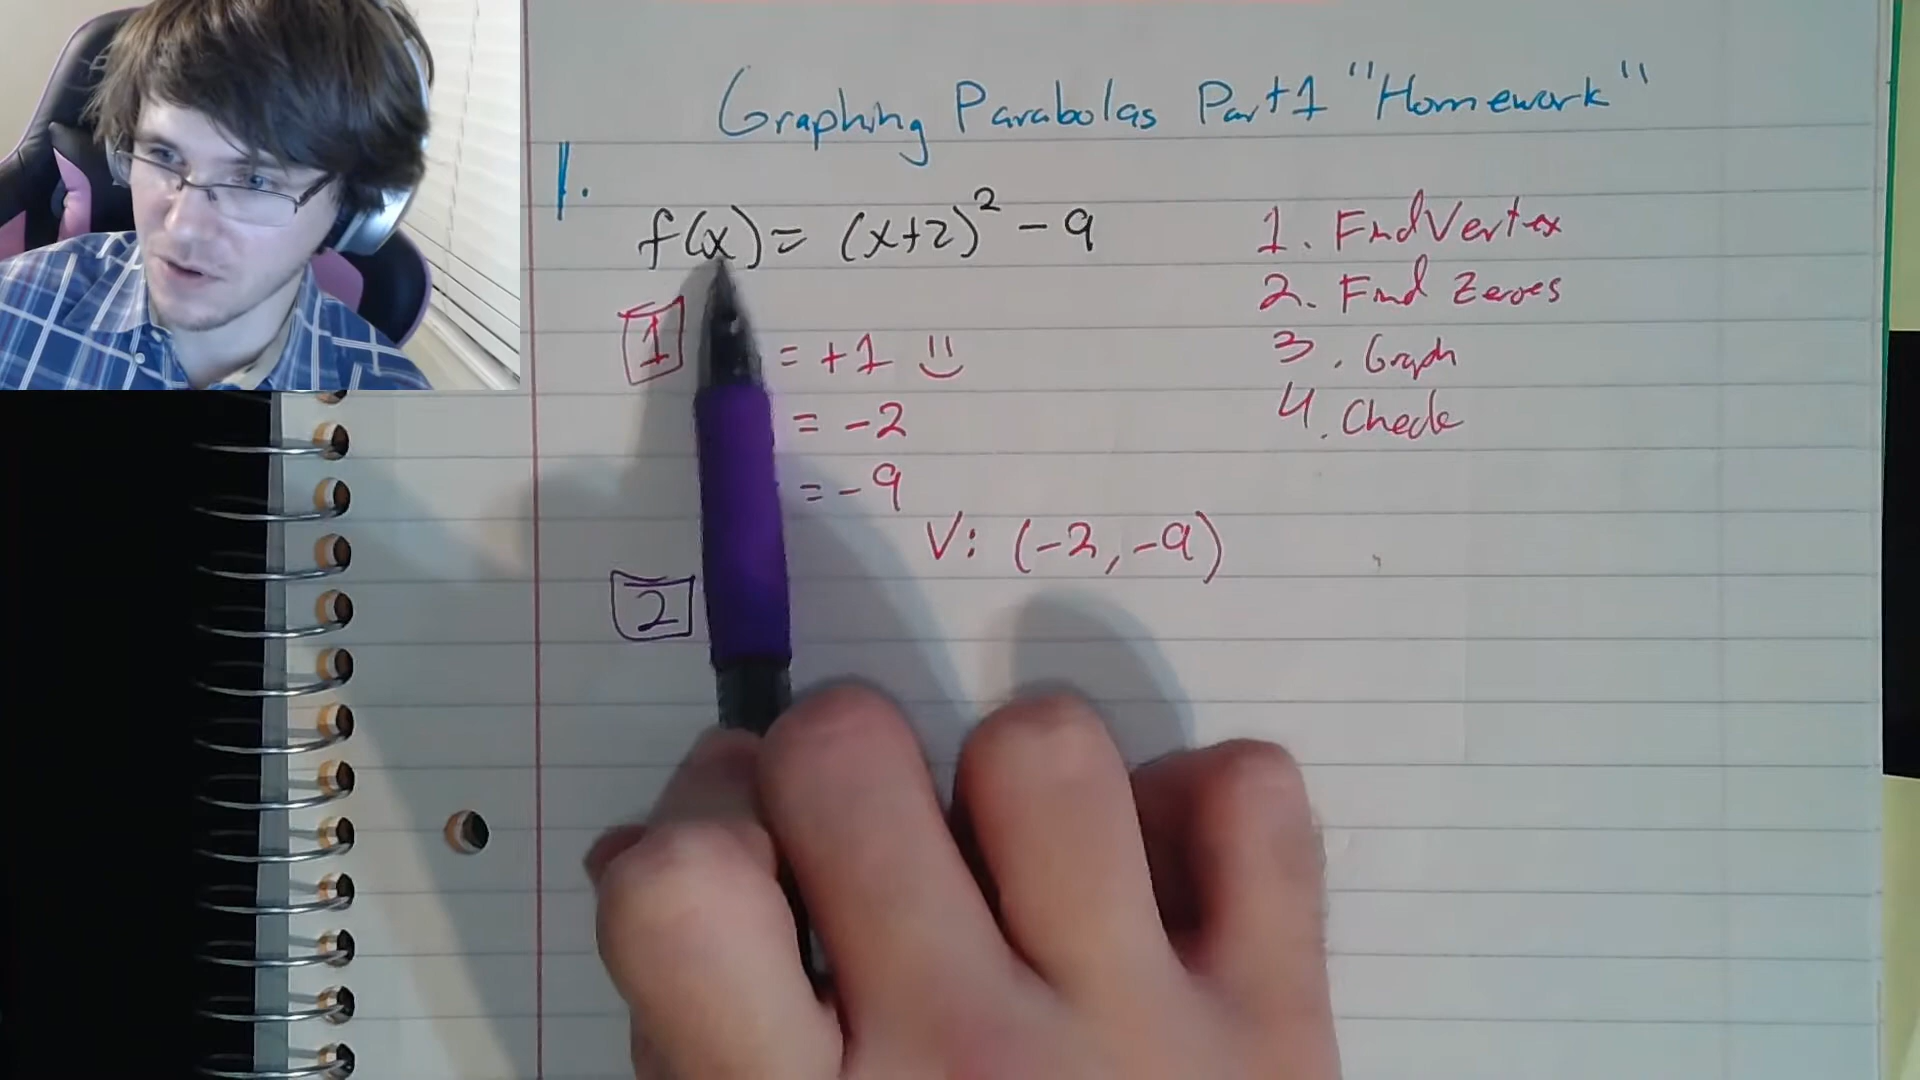 Graphing Parabolas Part 1 "Homework"
1.
f(x) = (x+2)² - 9
1
= +1
= -2
= -9
V: (-2, -9)
2
1. Find Vertex
2. Find Zeroes
3. Graph
4. Check